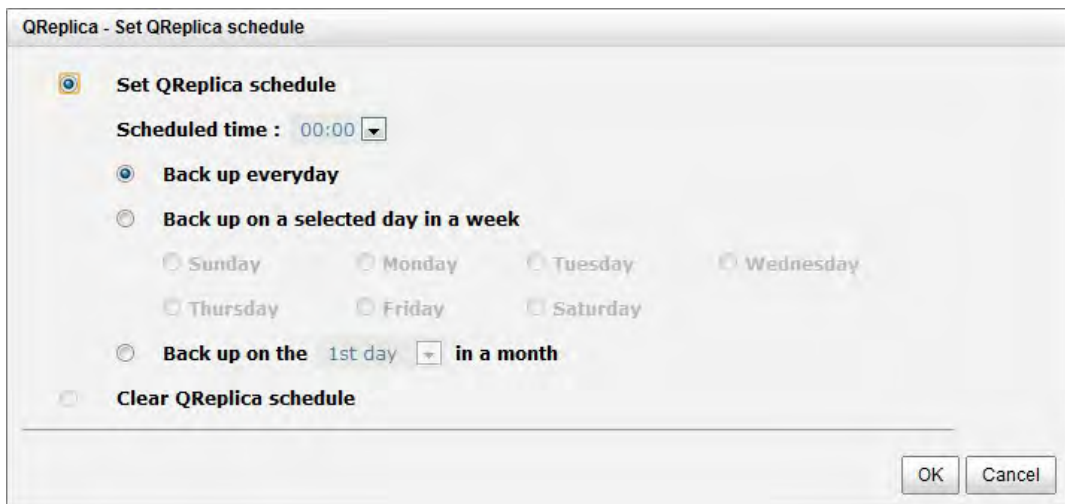 QReplica - Set QReplica schedule
Set QReplica schedule
Scheduled time : 00:00
Back up everyday
Back up on a selected day in a week
Sunday Monday Tuesday Wednesday
Thursday Friday Saturday
Back up on the 1st day in a month
Clear QReplica schedule
OK Cancel